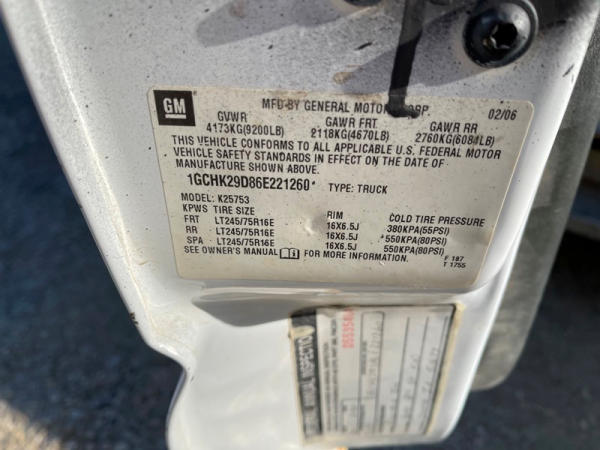 GM
MFD BY GENERAL MOTORS CORP 02/06
GVWR GAWR FRT GAWR RR
4173KG(9200LB) 2118KG(4670LB) 2760KG(6084LB)
THIS VEHICLE CONFORMS TO ALL APPLICABLE U.S. FEDERAL MOTOR
VEHICLE SAFETY STANDARDS IN EFFECT ON THE DATE OF
MANUFACTURE SHOWN ABOVE.
1GCHK29D86E221260* TYPE: TRUCK
MODEL: K25753
KPWS TIRE SIZE RIM COLD TIRE PRESSURE
FRT LT245/75R16E 16X6.5J 380KPA(55PSI)
RR LT245/75R16E 16X6.5J 550KPA(80PSI)
SPA LT245/75R16E 16X6.5J 550KPA(80PSI)
SEE OWNER'S MANUAL FOR MORE INFORMATION.
F 187
T 1755
ANNUAL INSPECTION